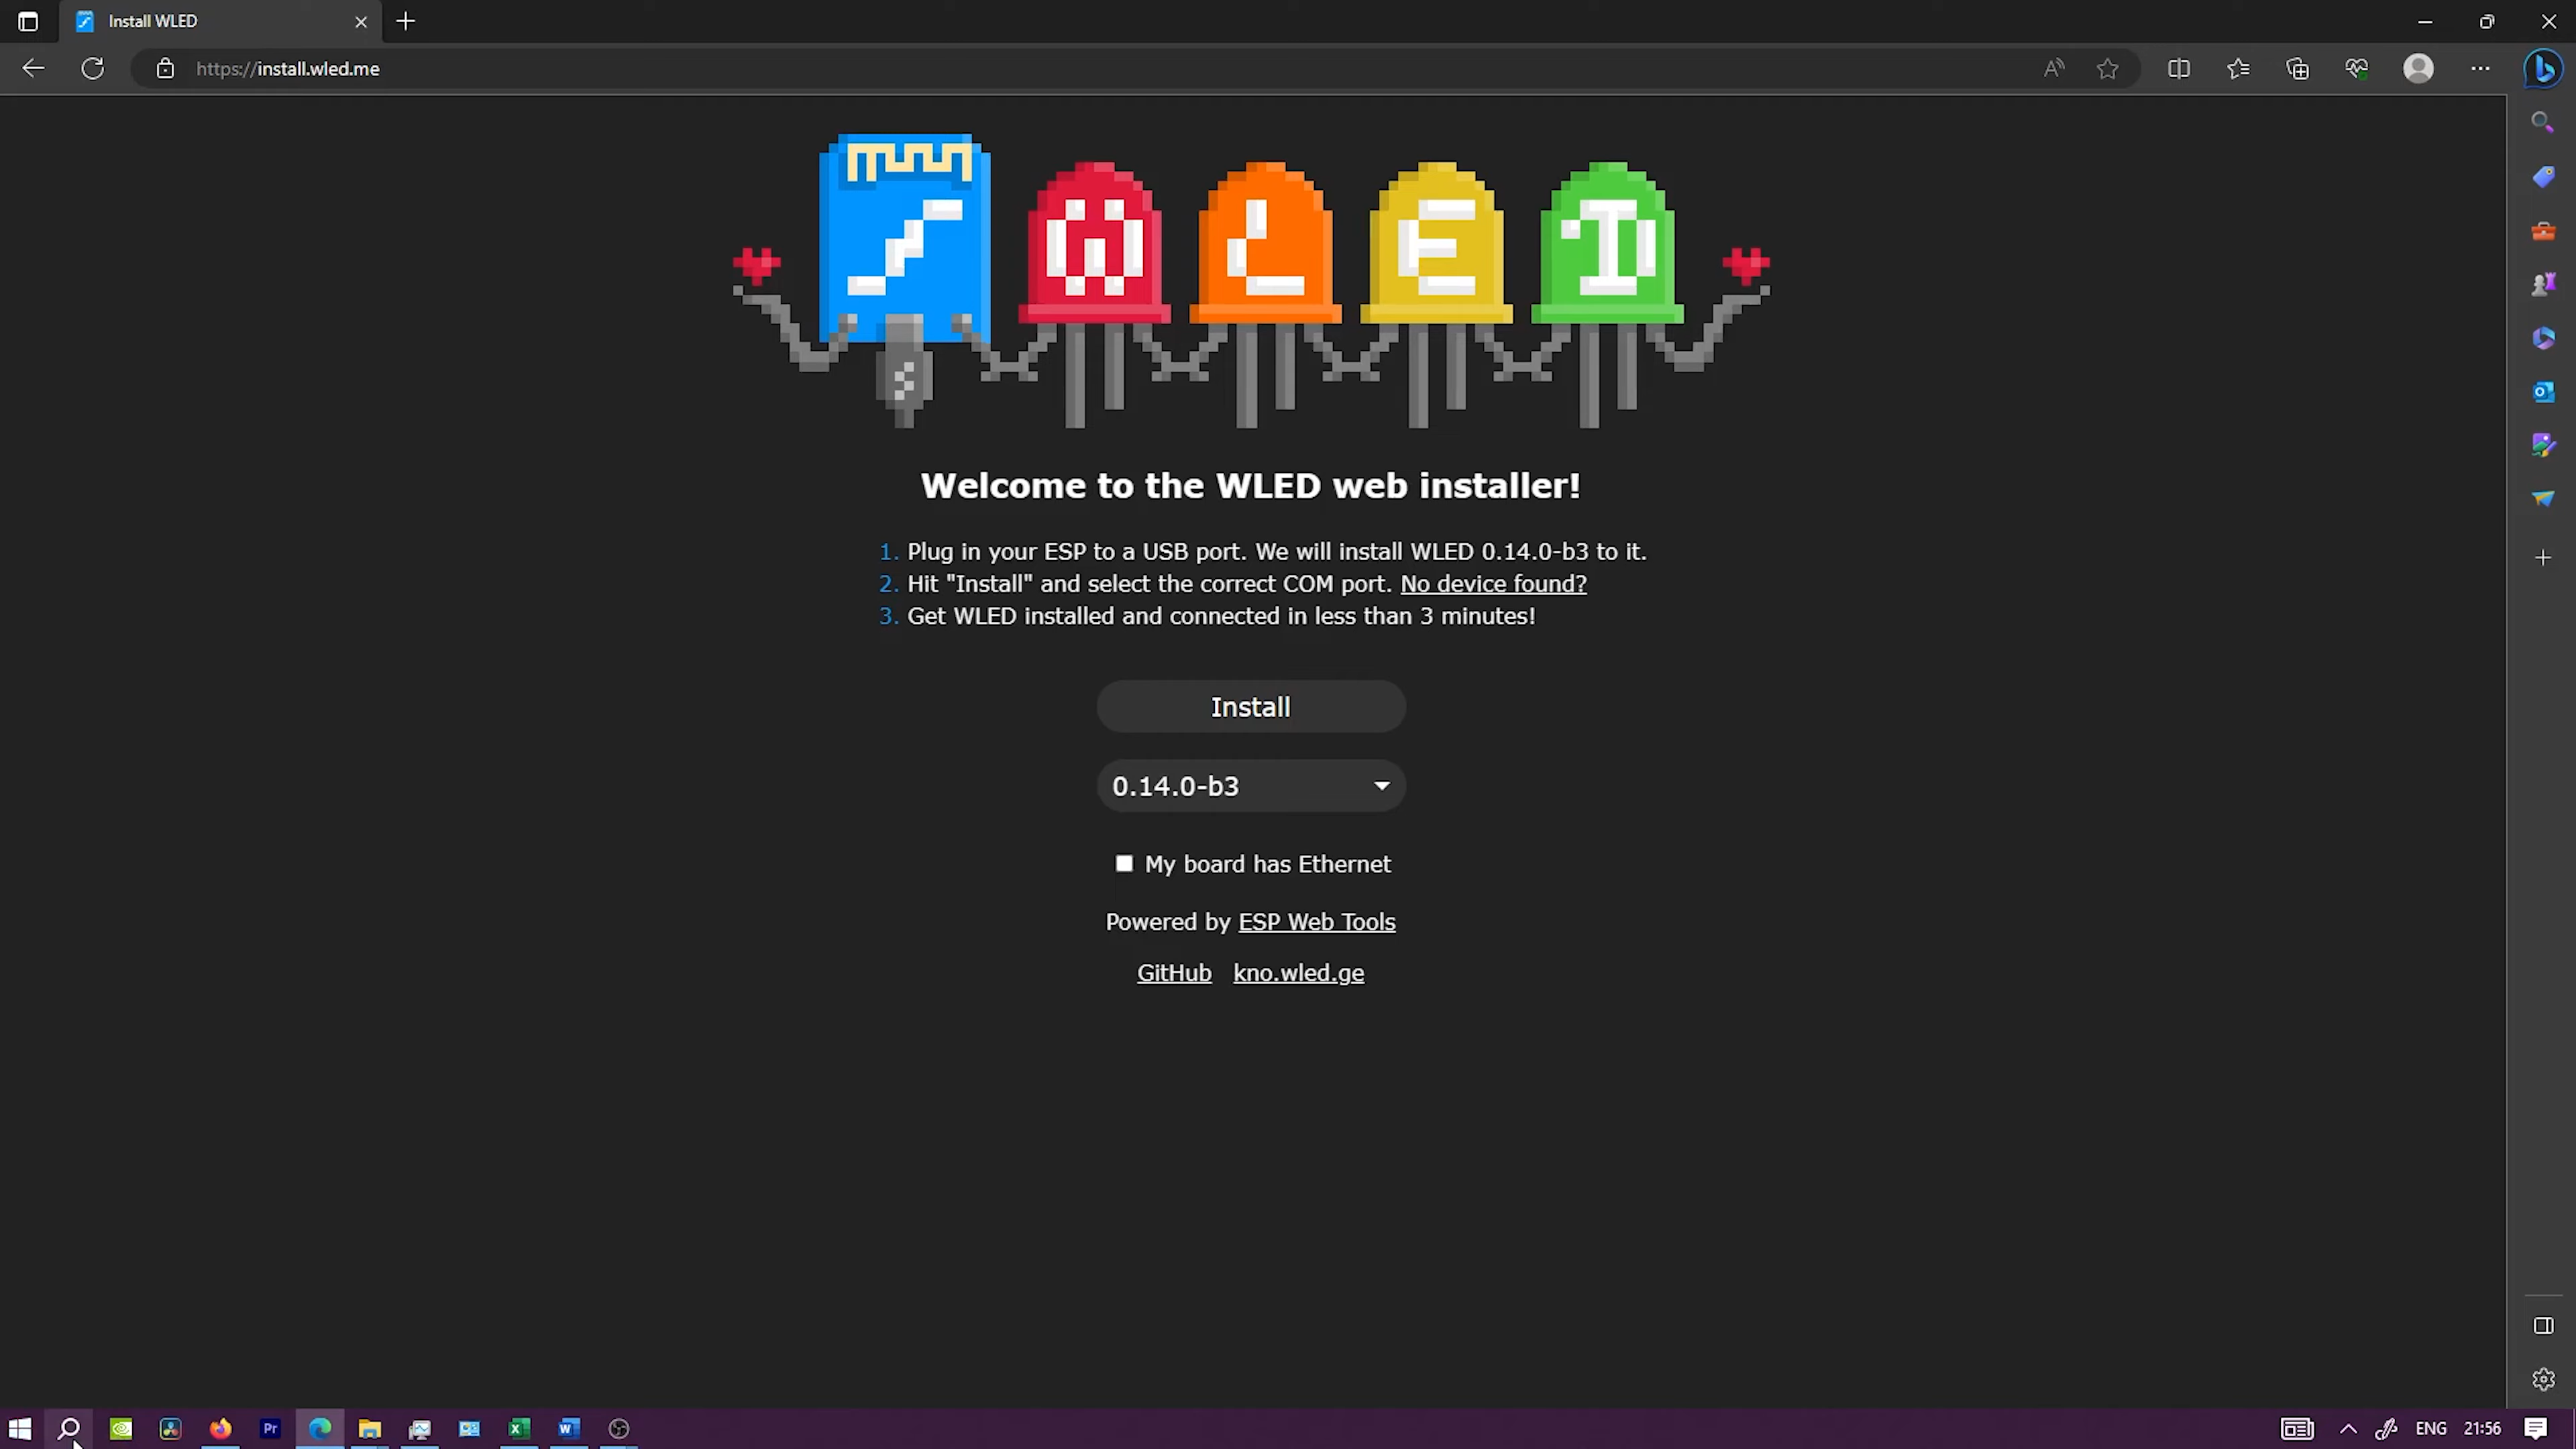 Install WLED
https://install.wled.me
WLED
Welcome to the WLED web installer!
1. Plug in your ESP to a USB port. We will install WLED 0.14.0-b3 to it.
2. Hit "Install" and select the correct COM port. No device found?
3. Get WLED installed and connected in less than 3 minutes!
Install
0.14.0-b3
My board has Ethernet
Powered by ESP Web Tools
GitHub kno.wled.ge
Pr
ENG 21:56